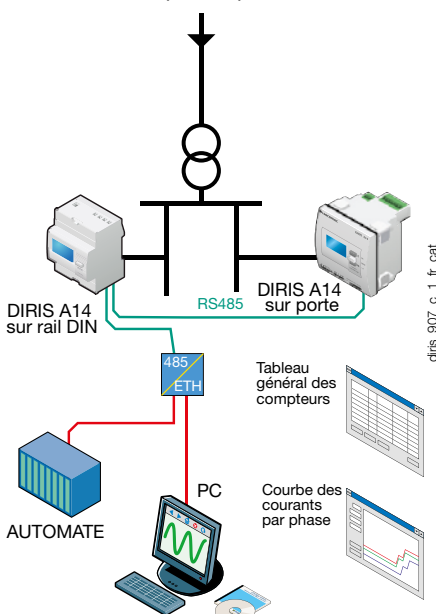 RS485
DIRIS A14
sur rail DIN
DIRIS A14
sur porte
diris_907_c_1_fr_cat
485
ETH
Tableau
général des
compteurs
PC
AUTOMATE
Courbe des
courants
par phase